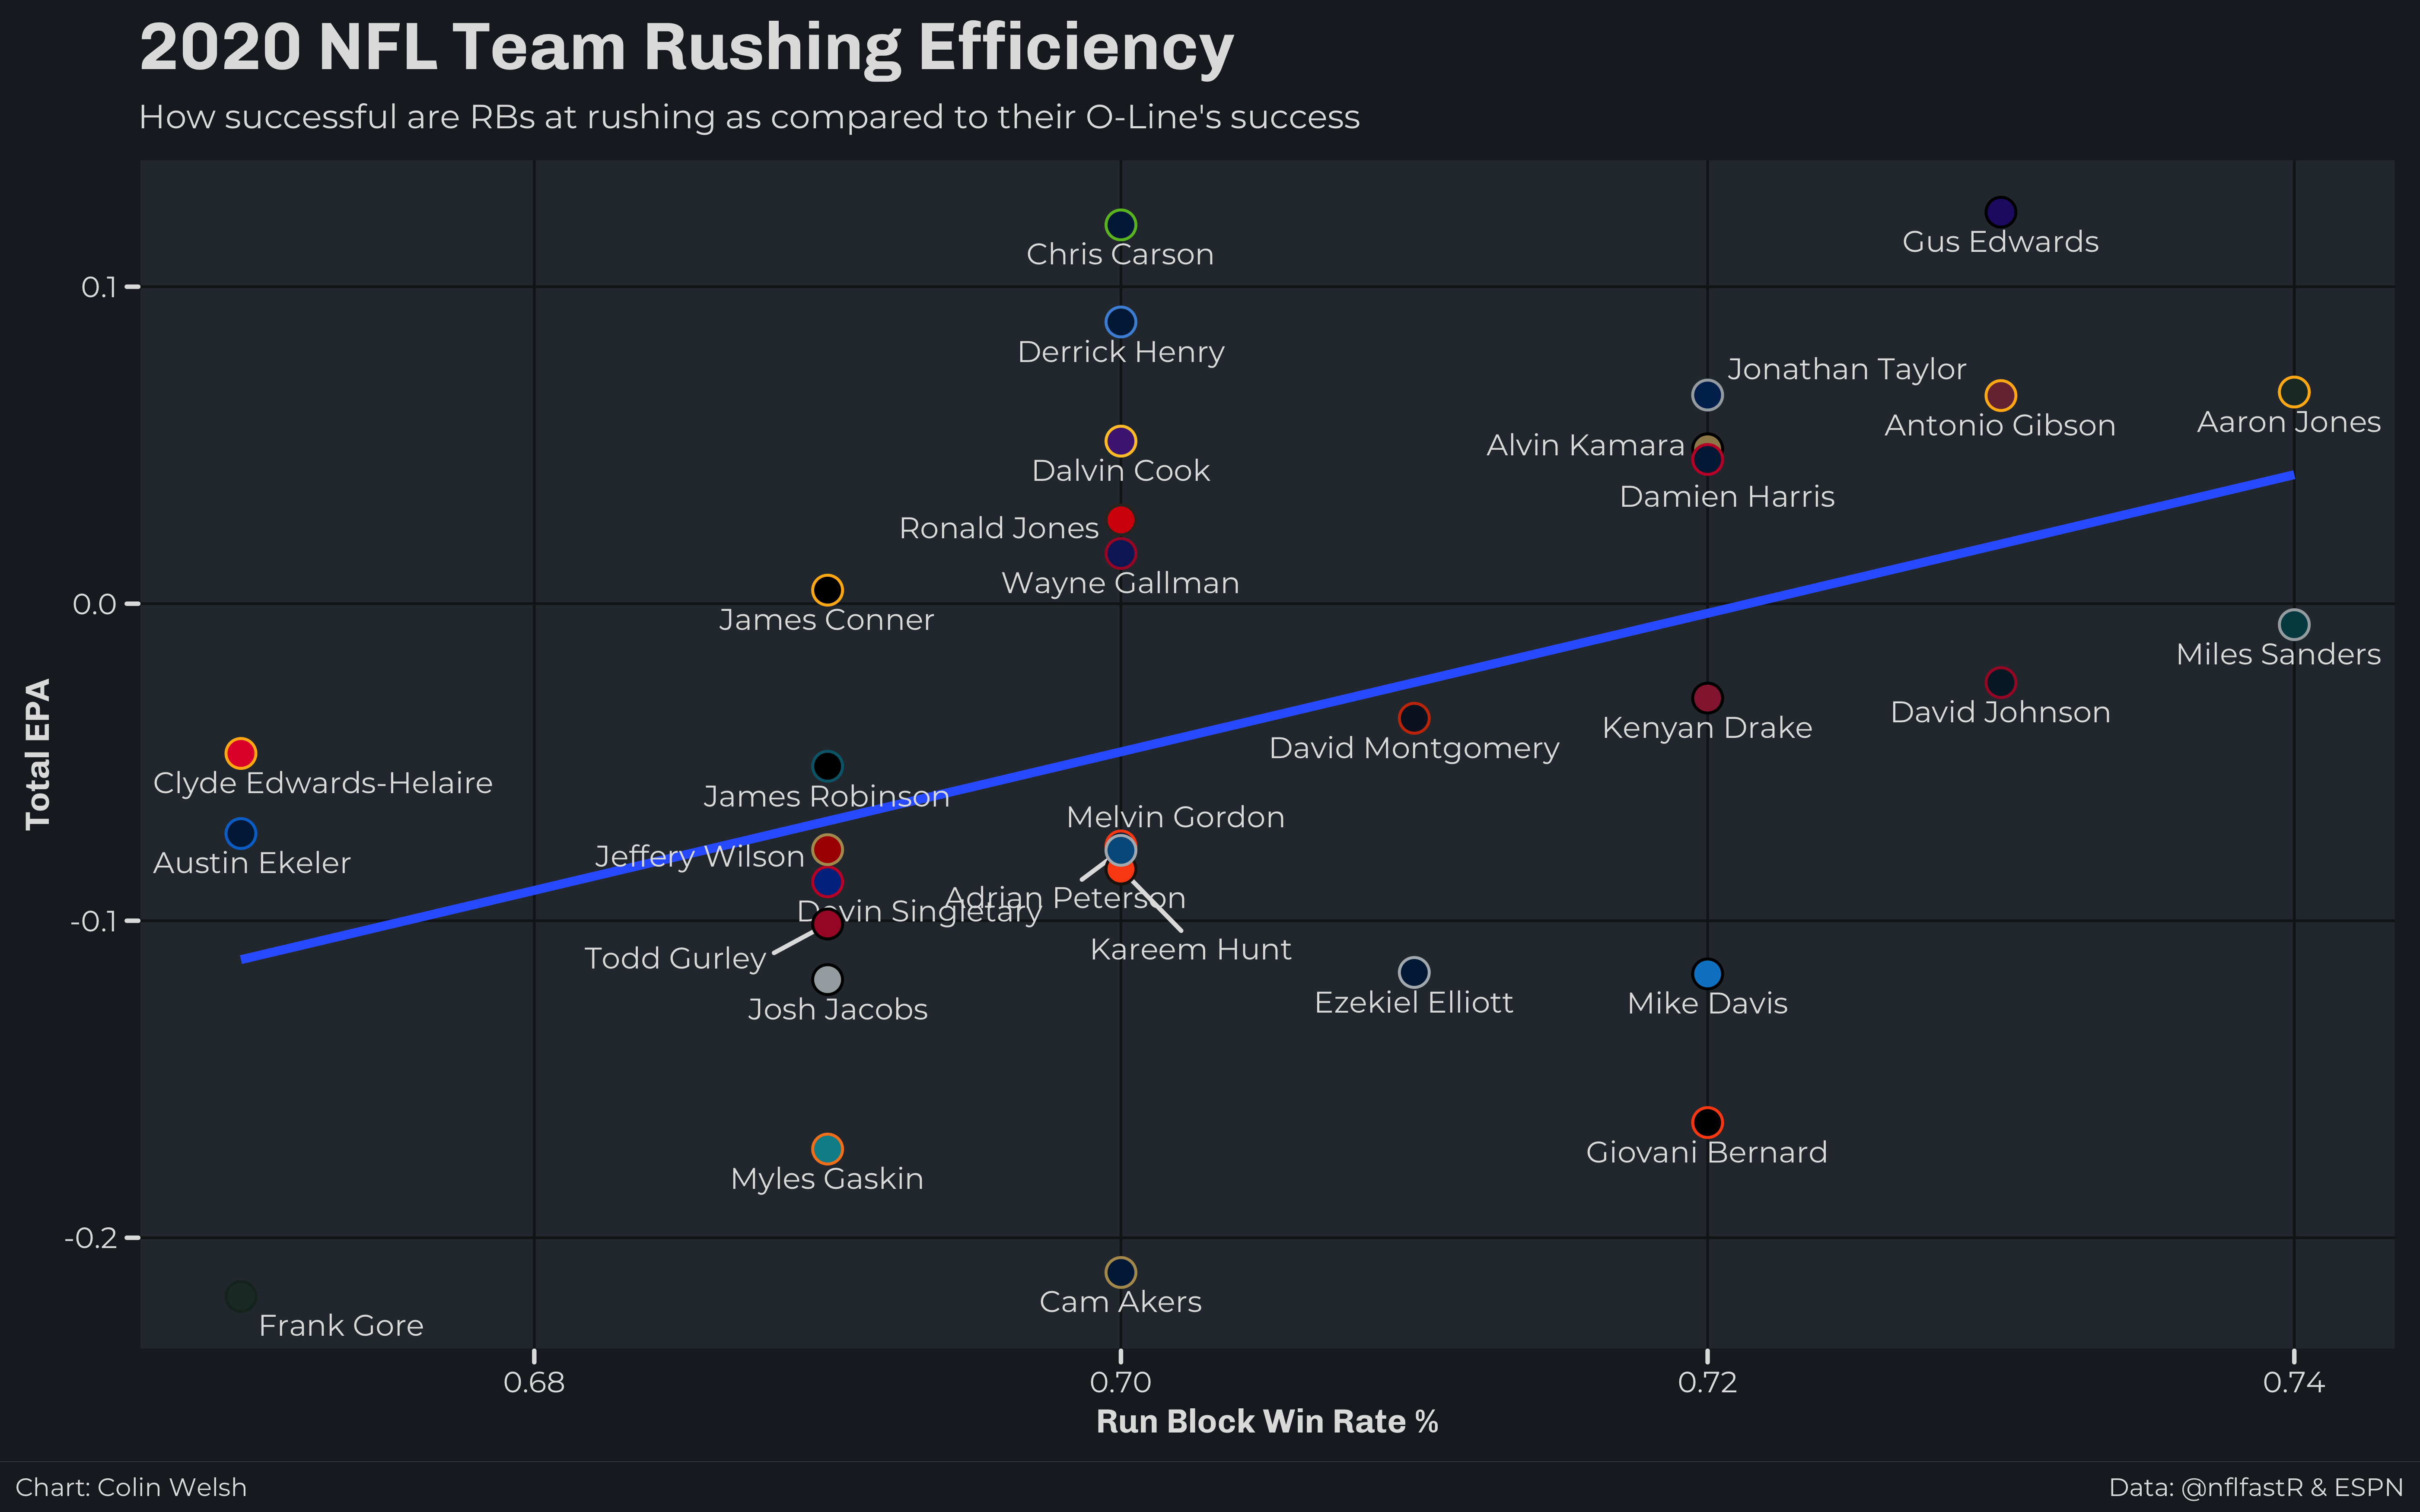 2020 NFL Team Rushing Efficiency
How successful are RBs at rushing as compared to their O-Line's success
Total EPA
0.1
0.0
-0.1
-0.2
Chris Carson
Gus Edwards
Derrick Henry
Jonathan Taylor
Antonio Gibson
Aaron Jones
Alvin Kamara
Dalvin Cook
Damien Harris
Ronald Jones
Wayne Gallman
James Conner
Miles Sanders
David Johnson
Kenyan Drake
David Montgomery
Clyde Edwards-Helaire
James Robinson
Melvin Gordon
Jeffery Wilson
Austin Ekeler
Adrian Peterson
Devin Singletary
Kareem Hunt
Todd Gurley
Josh Jacobs
Ezekiel Elliott
Mike Davis
Giovani Bernard
Myles Gaskin
Cam Akers
Frank Gore
0.68
0.70
0.72
0.74
Run Block Win Rate %
Chart: Colin Welsh
Data: @nflfastR & ESPN